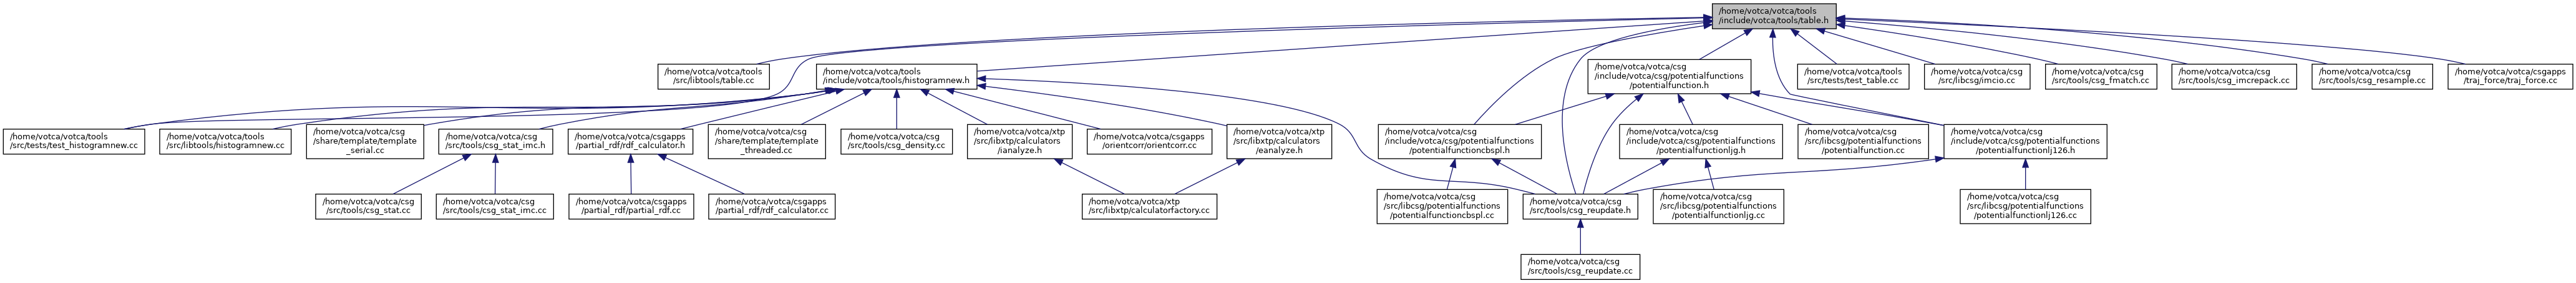 /home/votca/votca/tools
/include/votca/tools/table.h
/home/votca/votca/tools
/src/libtools/table.cc
/home/votca/votca/tools
/include/votca/tools/histogramnew.h
/home/votca/votca/csg
/include/votca/csg/potentialfunctions
/potentialfunction.h
/home/votca/votca/tools
/src/tests/test_table.cc
/home/votca/votca/csg
/src/libcsg/imcio.cc
/home/votca/votca/csg
/src/tools/csg_fmatch.cc
/home/votca/votca/csg
/src/tools/csg_imcrepack.cc
/home/votca/votca/csg
/src/tools/csg_resample.cc
/home/votca/votca/csgapps
/traj_force/traj_force.cc
/home/votca/votca/tools
/src/tests/test_histogramnew.cc
/home/votca/votca/tools
/src/libtools/histogramnew.cc
/home/votca/votca/csg
/share/template/template
_serial.cc
/home/votca/votca/csg
/src/tools/csg_stat_imc.h
/home/votca/votca/csgapps
/partial_rdf/rdf_calculator.h
/home/votca/votca/csg
/share/template/template
_threaded.cc
/home/votca/votca/csg
/src/tools/csg_density.cc
/home/votca/votca/xtp
/src/libxtp/calculators
/ianalyze.h
/home/votca/votca/csgapps
/orientcorr/orientcorr.cc
/home/votca/votca/xtp
/src/libxtp/calculators
/eanalyze.h
/home/votca/votca/csg
/include/votca/csg/potentialfunctions
/potentialfunctioncbspl.h
/home/votca/votca/csg
/include/votca/csg/potentialfunctions
/potentialfunctionljg.h
/home/votca/votca/csg
/src/libcsg/potentialfunctions
/potentialfunction.cc
/home/votca/votca/csg
/include/votca/csg/potentialfunctions
/potentialfunctionlj126.h
/home/votca/votca/csg
/src/tools/csg_stat.cc
/home/votca/votca/csg
/src/tools/csg_stat_imc.cc
/home/votca/votca/csgapps
/partial_rdf/partial_rdf.cc
/home/votca/votca/csgapps
/partial_rdf/rdf_calculator.cc
/home/votca/votca/xtp
/src/libxtp/calculatorfactory.cc
/home/votca/votca/csg
/src/libcsg/potentialfunctions
/potentialfunctioncbspl.cc
/home/votca/votca/csg
/src/tools/csg_reupdate.h
/home/votca/votca/csg
/src/libcsg/potentialfunctions
/potentialfunctionljg.cc
/home/votca/votca/csg
/src/libcsg/potentialfunctions
/potentialfunctionlj126.cc
/home/votca/votca/csg
/src/tools/csg_reupdate.cc